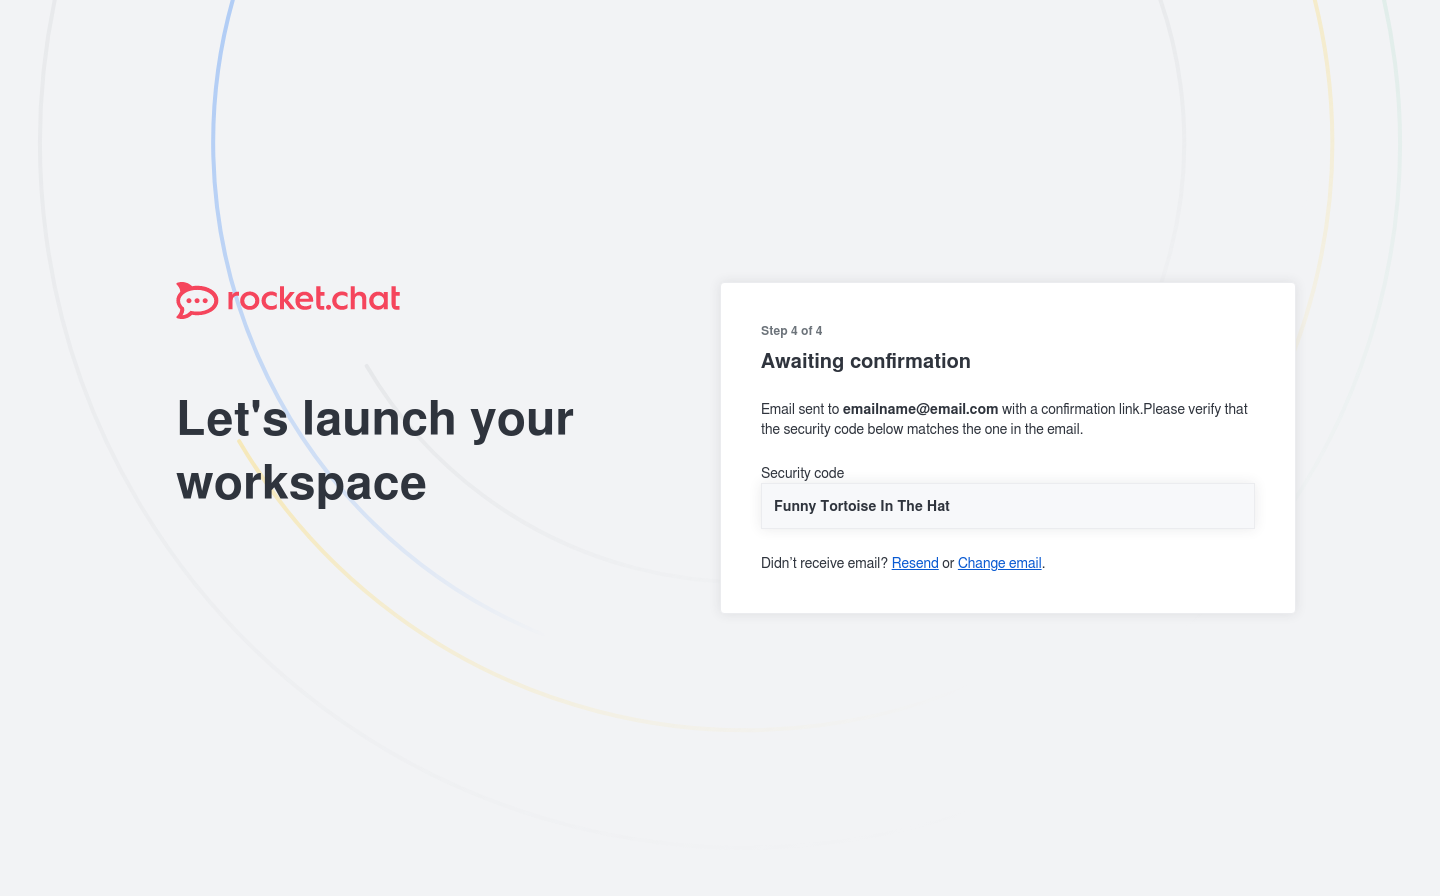 rocket.chat
Let's launch your
workspace
Step 4 of 4
Awaiting confirmation
Email sent to emailname@email.com with a confirmation link.Please verify that
the security code below matches the one in the email.
Security code
Funny Tortoise In The Hat
Didn’t receive email? Resend or Change email.